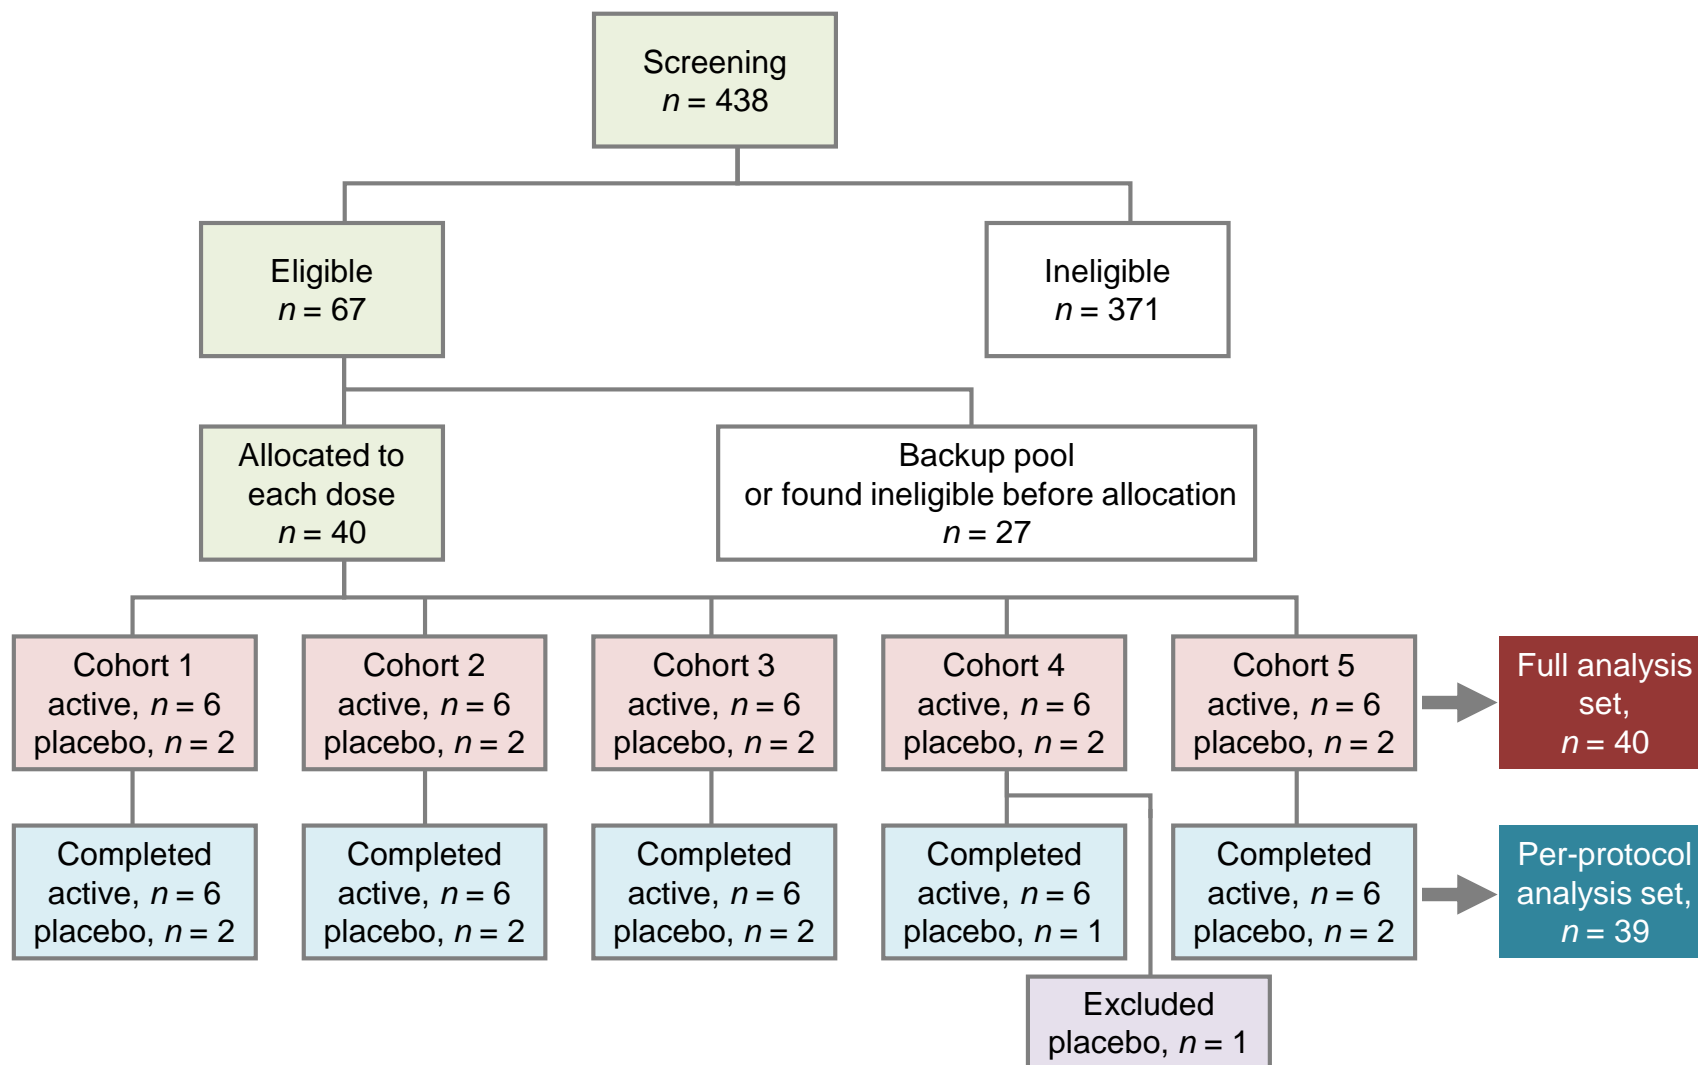 Screening
n = 438
Eligible
n = 67
Ineligible
n = 371
Allocated to
each dose
n = 40
Backup pool
or found ineligible before allocation
n = 27
Cohort 1
active, n = 6
placebo, n = 2
Cohort 2
active, n = 6
placebo, n = 2
Cohort 3
active, n = 6
placebo, n = 2
Cohort 4
active, n = 6
placebo, n = 2
Cohort 5
active, n = 6
placebo, n = 2
Full analysis
set,
n = 40
Completed
active, n = 6
placebo, n = 2
Completed
active, n = 6
placebo, n = 2
Completed
active, n = 6
placebo, n = 2
Completed
active, n = 6
placebo, n = 1
Completed
active, n = 6
placebo, n = 2
Per-protocol
analysis set,
n = 39
Excluded
placebo, n = 1